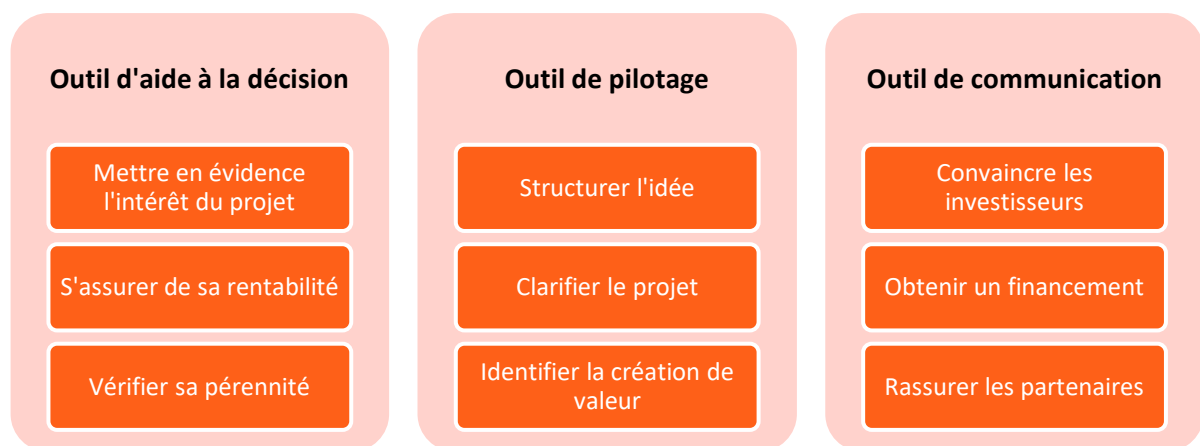 Outil d'aide à la décision
Mettre en évidence
l'intérêt du projet
S'assurer de sa rentabilité
Vérifier sa pérennité
Outil de pilotage
Structurer l'idée
Clarifier le projet
Identifier la création de
valeur
Outil de communication
Convaincre les
investisseurs
Obtenir un financement
Rassurer les partenaires